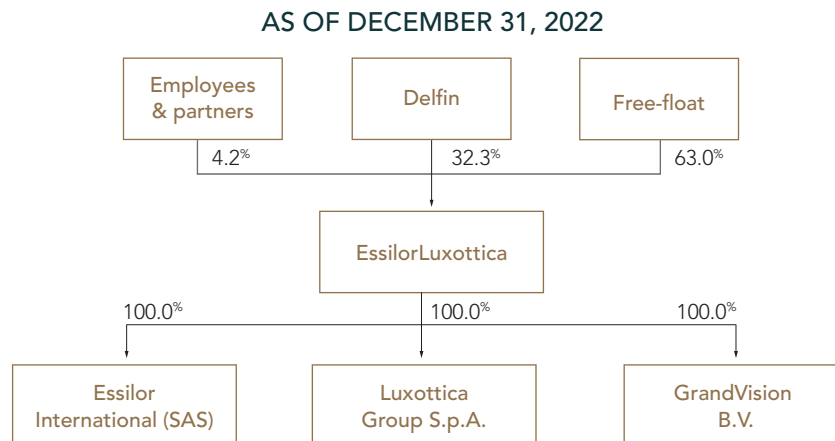 AS OF DECEMBER 31, 2022
Employees
& partners
Delfin
Free-float
4.2%
32.3%
63.0%
EssilorLuxottica
100.0%
100.0%
100.0%
Essilor
International (SAS)
Luxottica
Group S.p.A.
GrandVision
B.V.